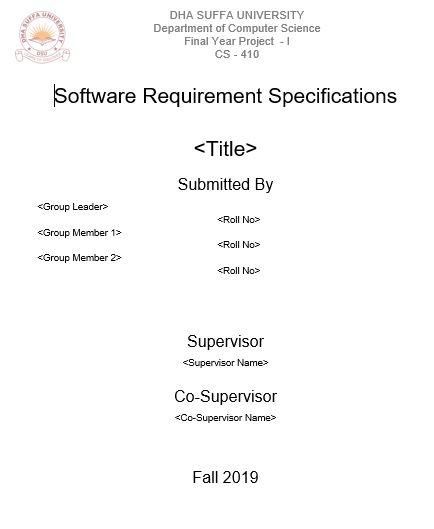 DHA SUFFA UNIVERSITY
DSU
DHA SUFFA UNIVERSITY
Department of Computer Science
Final Year Project - I
CS - 410
Software Requirement Specifications
<Title>
Submitted By
<Group Leader>
<Roll No>
<Group Member 1>
<Roll No>
<Group Member 2>
<Roll No>
Supervisor
<Supervisor Name>
Co-Supervisor
<Co-Supervisor Name>
Fall 2019